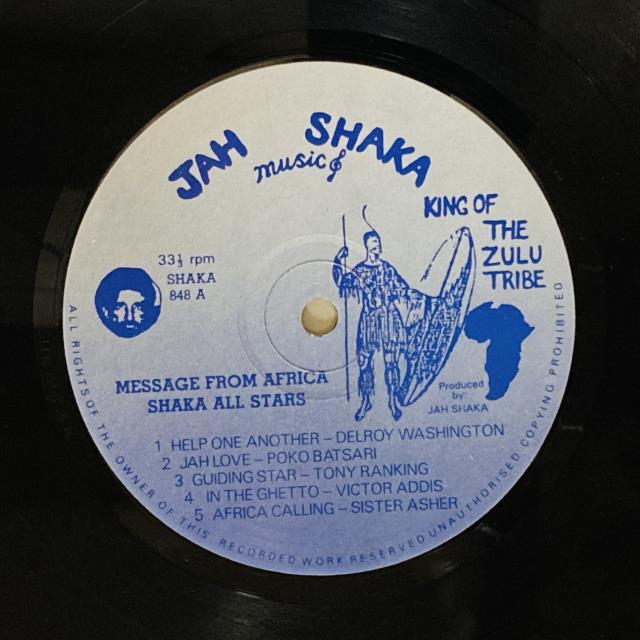 JAH SHAKA
music
KING OF
THE
ZULU
TRIBE
33⅓ rpm
SHAKA
848 A
MESSAGE FROM AFRICA
SHAKA ALL STARS
Produced
by:
JAH SHAKA
1 HELP ONE ANOTHER – DELROY WASHINGTON
2 JAH LOVE – POKO BATSARI
3 GUIDING STAR – TONY RANKING
4 IN THE GHETTO – VICTOR ADDIS
5 AFRICA CALLING – SISTER ASHER
ALL RIGHTS OF THE OWNER OF THIS RECORDED WORK RESERVED UNAUTHORISED COPYING PROHIBITED